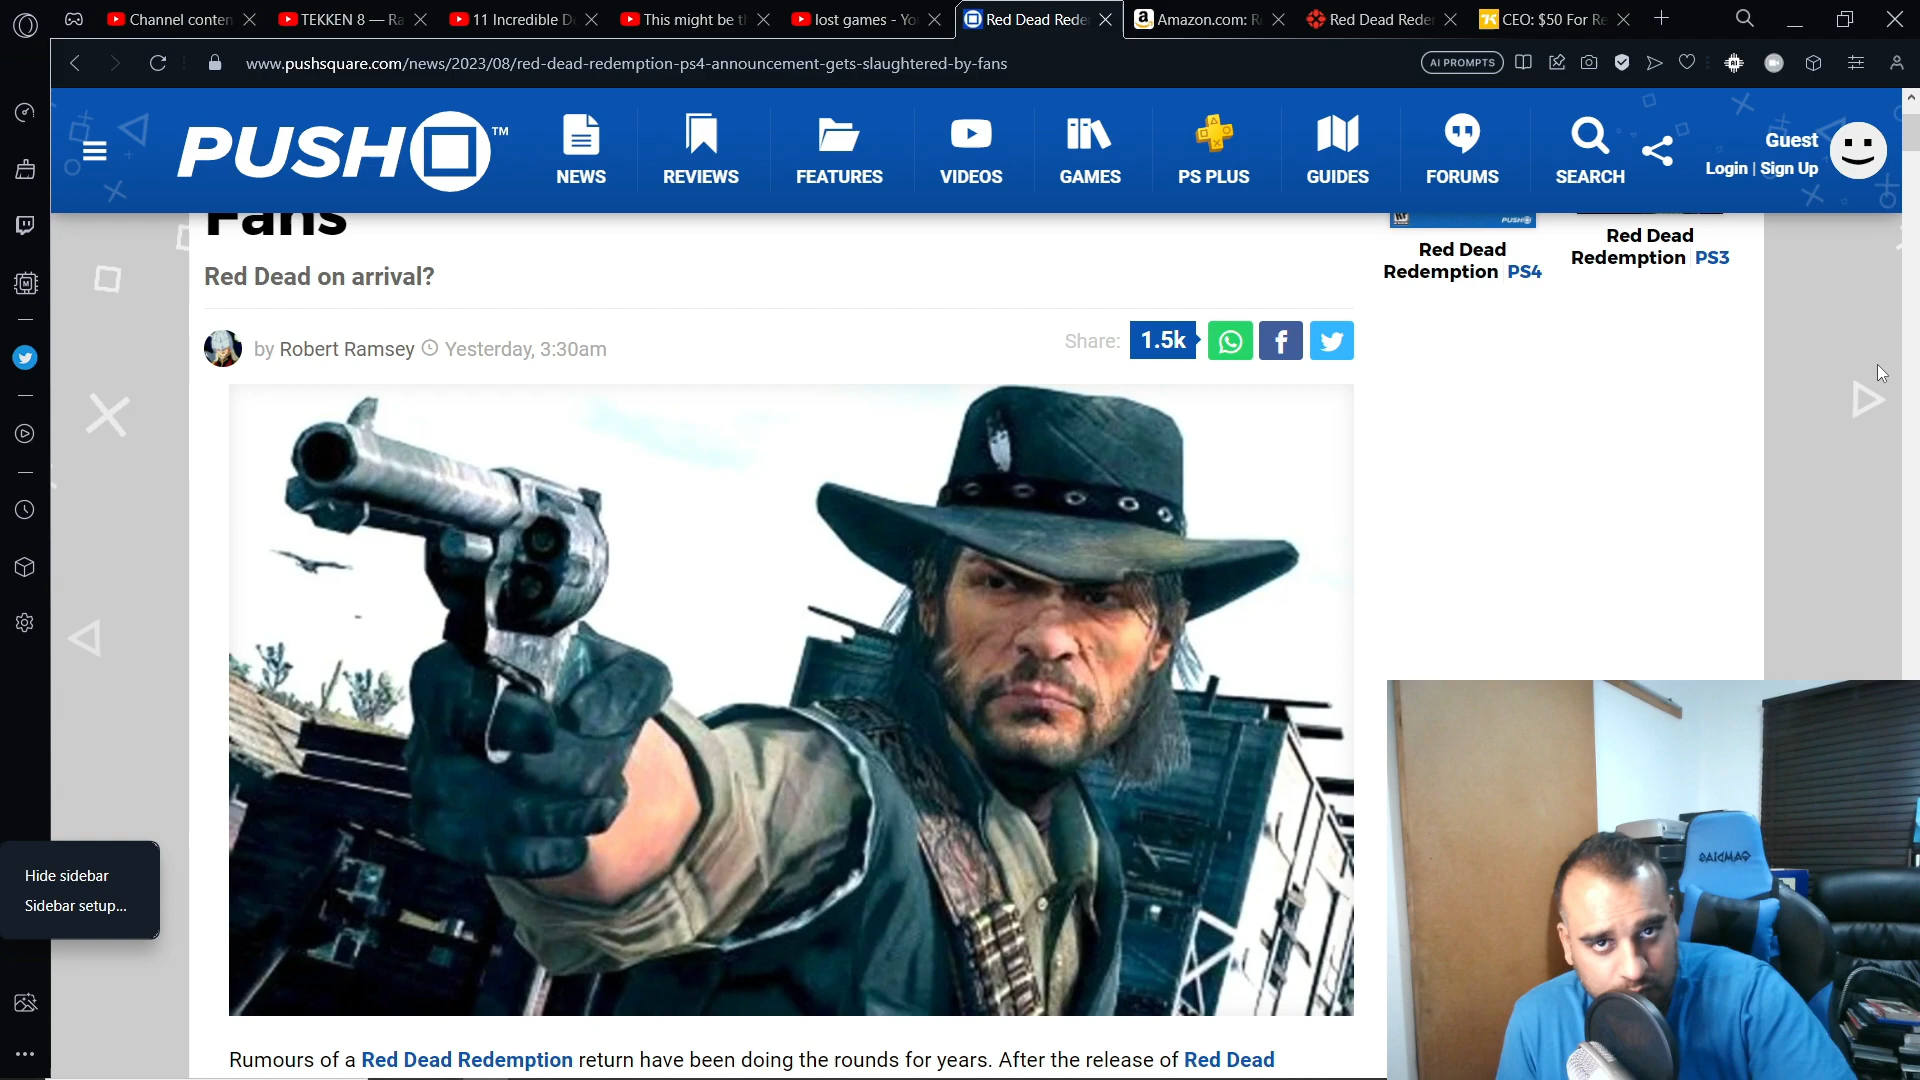 Channel conten
TEKKEN 8 — Ra
11 Incredible D
This might be t
lost games - Yo
Red Dead Rede
Amazon.com: R
Red Dead Rede
CEO: $50 For Re
www.pushsquare.com/news/2023/08/red-dead-redemption-ps4-announcement-gets-slaughtered-by-fans
AI PROMPTS
PUSH ™
NEWS
REVIEWS
FEATURES
VIDEOS
GAMES
PS PLUS
GUIDES
FORUMS
SEARCH
Guest
Login | Sign Up
Fans
Red Dead on arrival?
by Robert Ramsey Yesterday, 3:30am
Share: 1.5k
PUSH
Red Dead
Redemption PS4
Red Dead
Redemption PS3
Hide sidebar
Sidebar setup...
Rumours of a Red Dead Redemption return have been doing the rounds for years. After the release of Red Dead